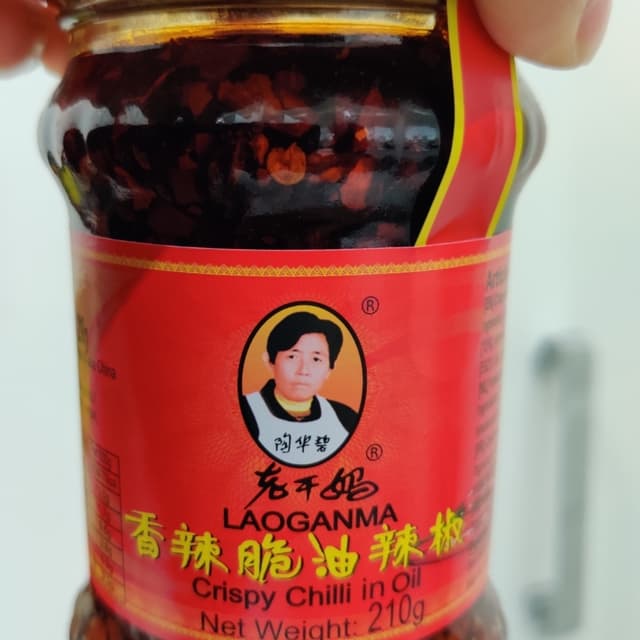 ®
陶华碧
®
老干妈
LAOGANMA
香辣脆油辣椒
Crispy Chilli in Oil
Net Weight: 210g